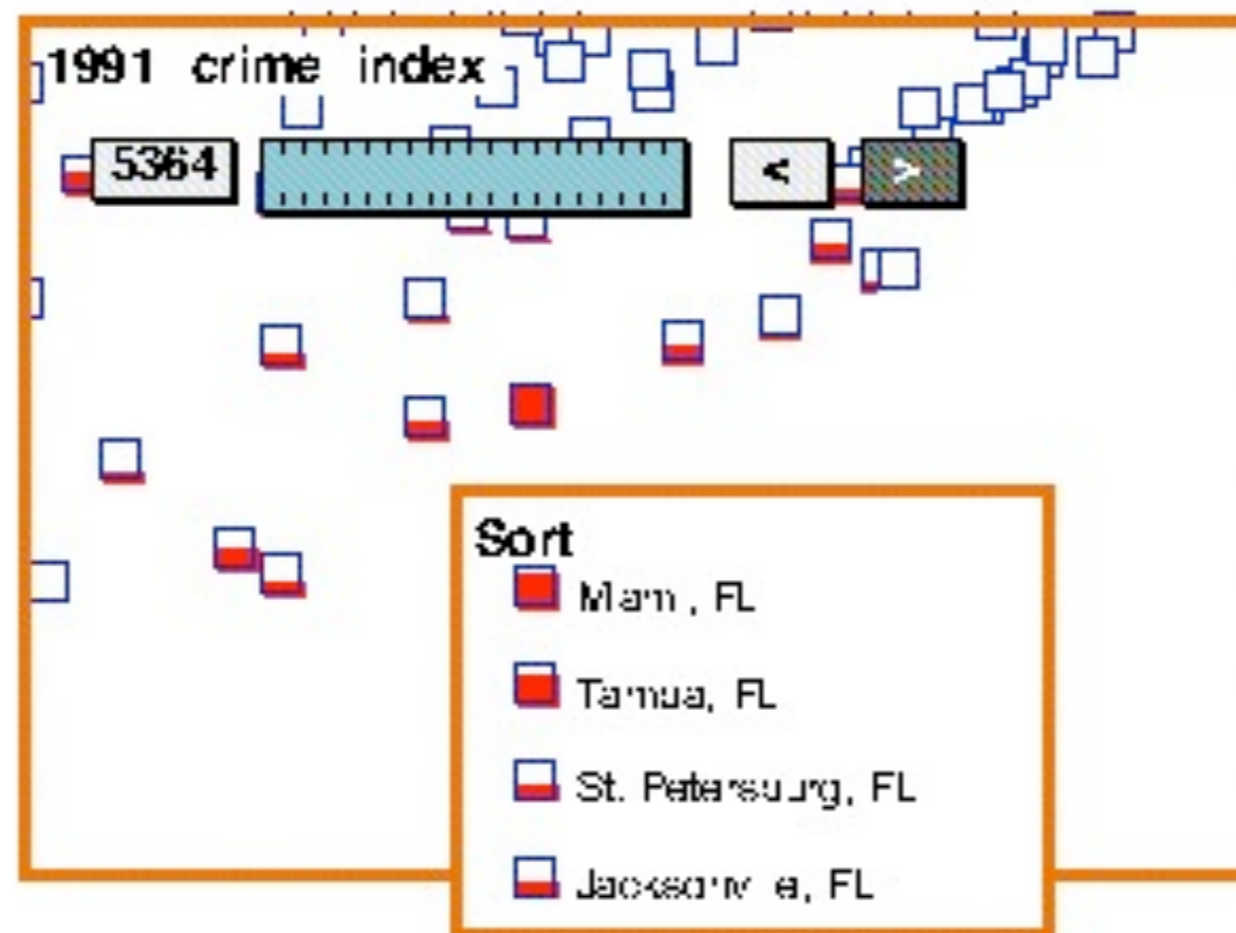 1991 crime index
5364
< >
Sort
Miami, FL
Tampa, FL
St. Petersburg, FL
Jacksonville, FL